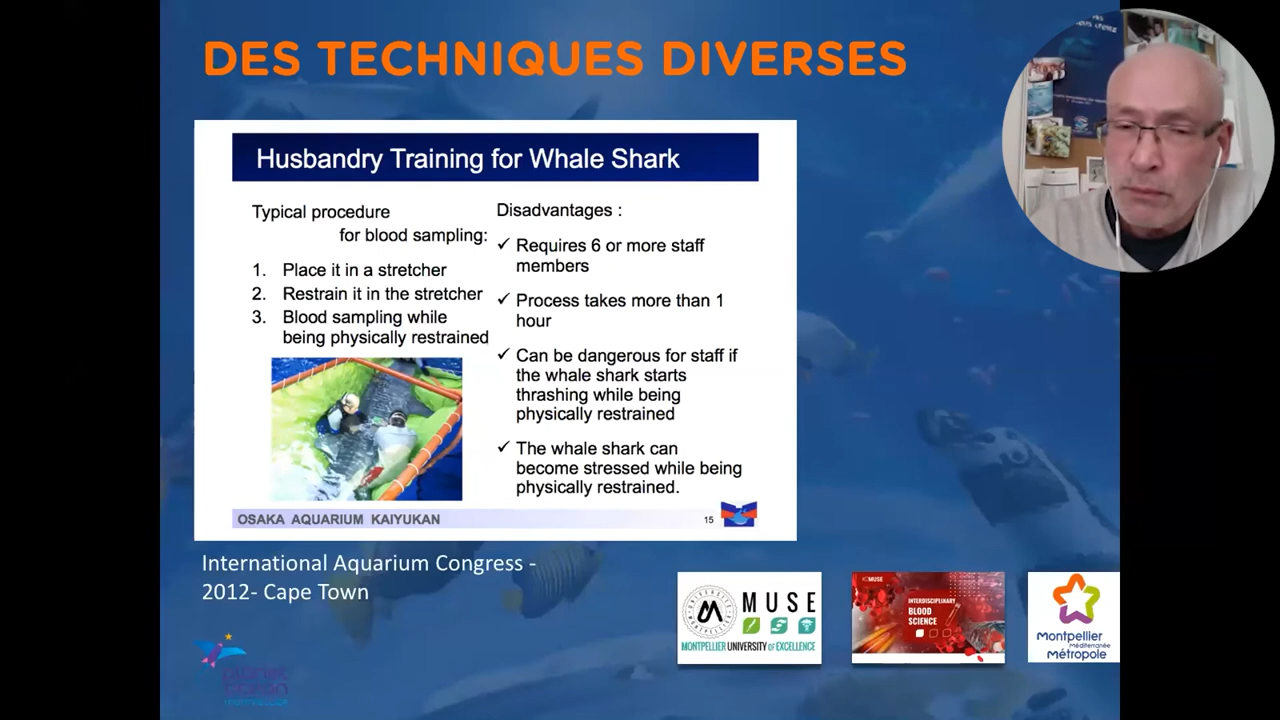 DES TECHNIQUES DIVERSES
Husbandry Training for Whale Shark
Typical procedure
for blood sampling:
1. Place it in a stretcher
2. Restrain it in the stretcher
3. Blood sampling while
being physically restrained
Disadvantages :
✓ Requires 6 or more staff
members
✓ Process takes more than 1
hour
✓ Can be dangerous for staff if
the whale shark starts
thrashing while being
physically restrained
✓ The whale shark can
become stressed while being
physically restrained.
OSAKA AQUARIUM KAIYUKAN
15
International Aquarium Congress -
2012- Cape Town
MUSE
MONTPELLIER UNIVERSITY OF EXCELLENCE
MUSE
INTERDISCIPLINARY
BLOOD
SCIENCE
Montpellier
Méditerranée
Métropole
planet
ocean
MONTPELLIER